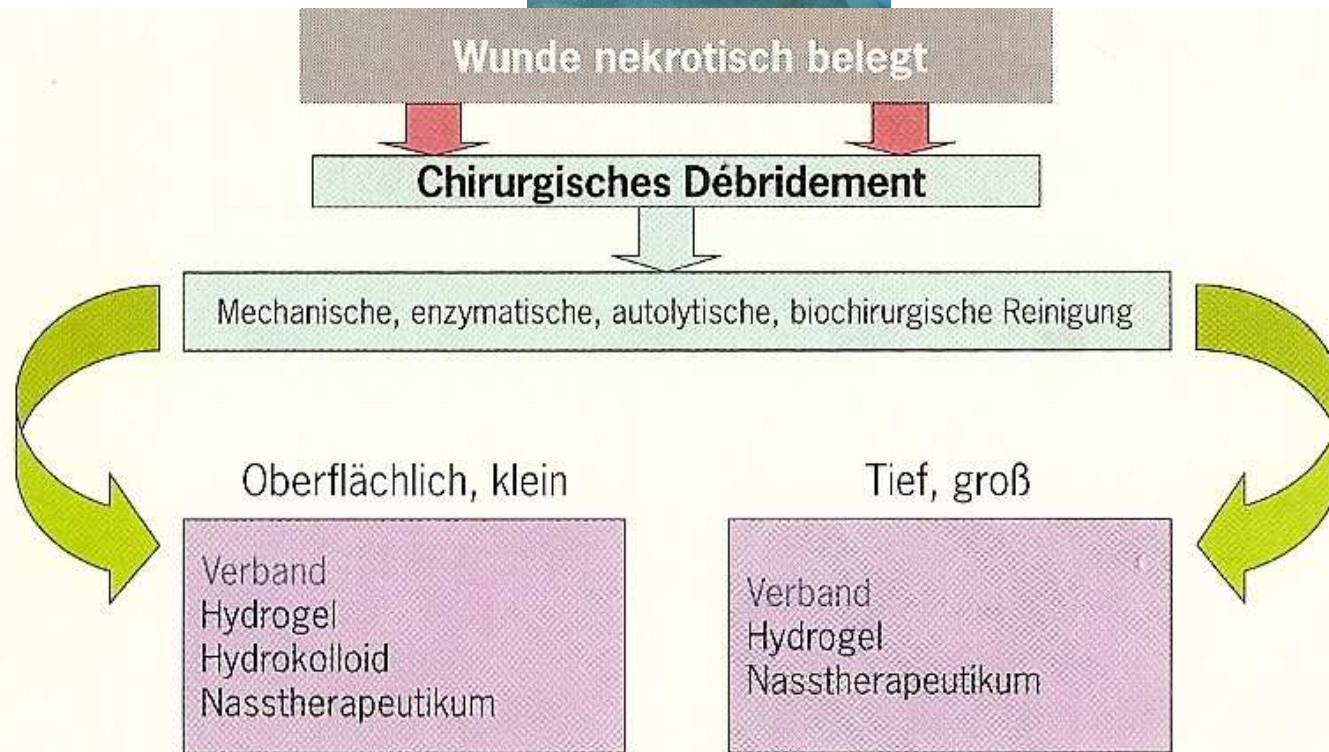 Wunde nekrotisch belegt
Chirurgisches Débridement
Mechanische, enzymatische, autolytische, biochirurgische Reinigung
Oberflächlich, klein
Verband
Hydrogel
Hydrokolloid
Nasstherapeutikum
Tief, groß
Verband
Hydrogel
Nasstherapeutikum